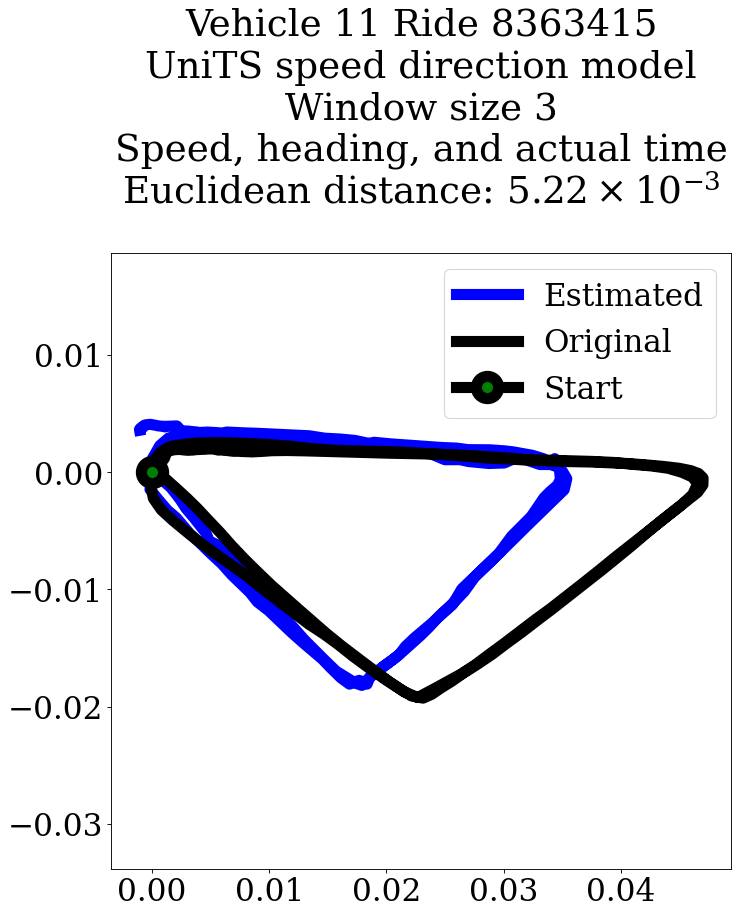 Vehicle 11 Ride 8363415
UniTS speed direction model
Window size 3
Speed, heading, and actual time
Euclidean distance: 5.22 × 10⁻³
Estimated
Original
Start
0.01
0.00
−0.01
−0.02
−0.03
0.00 0.01 0.02 0.03 0.04